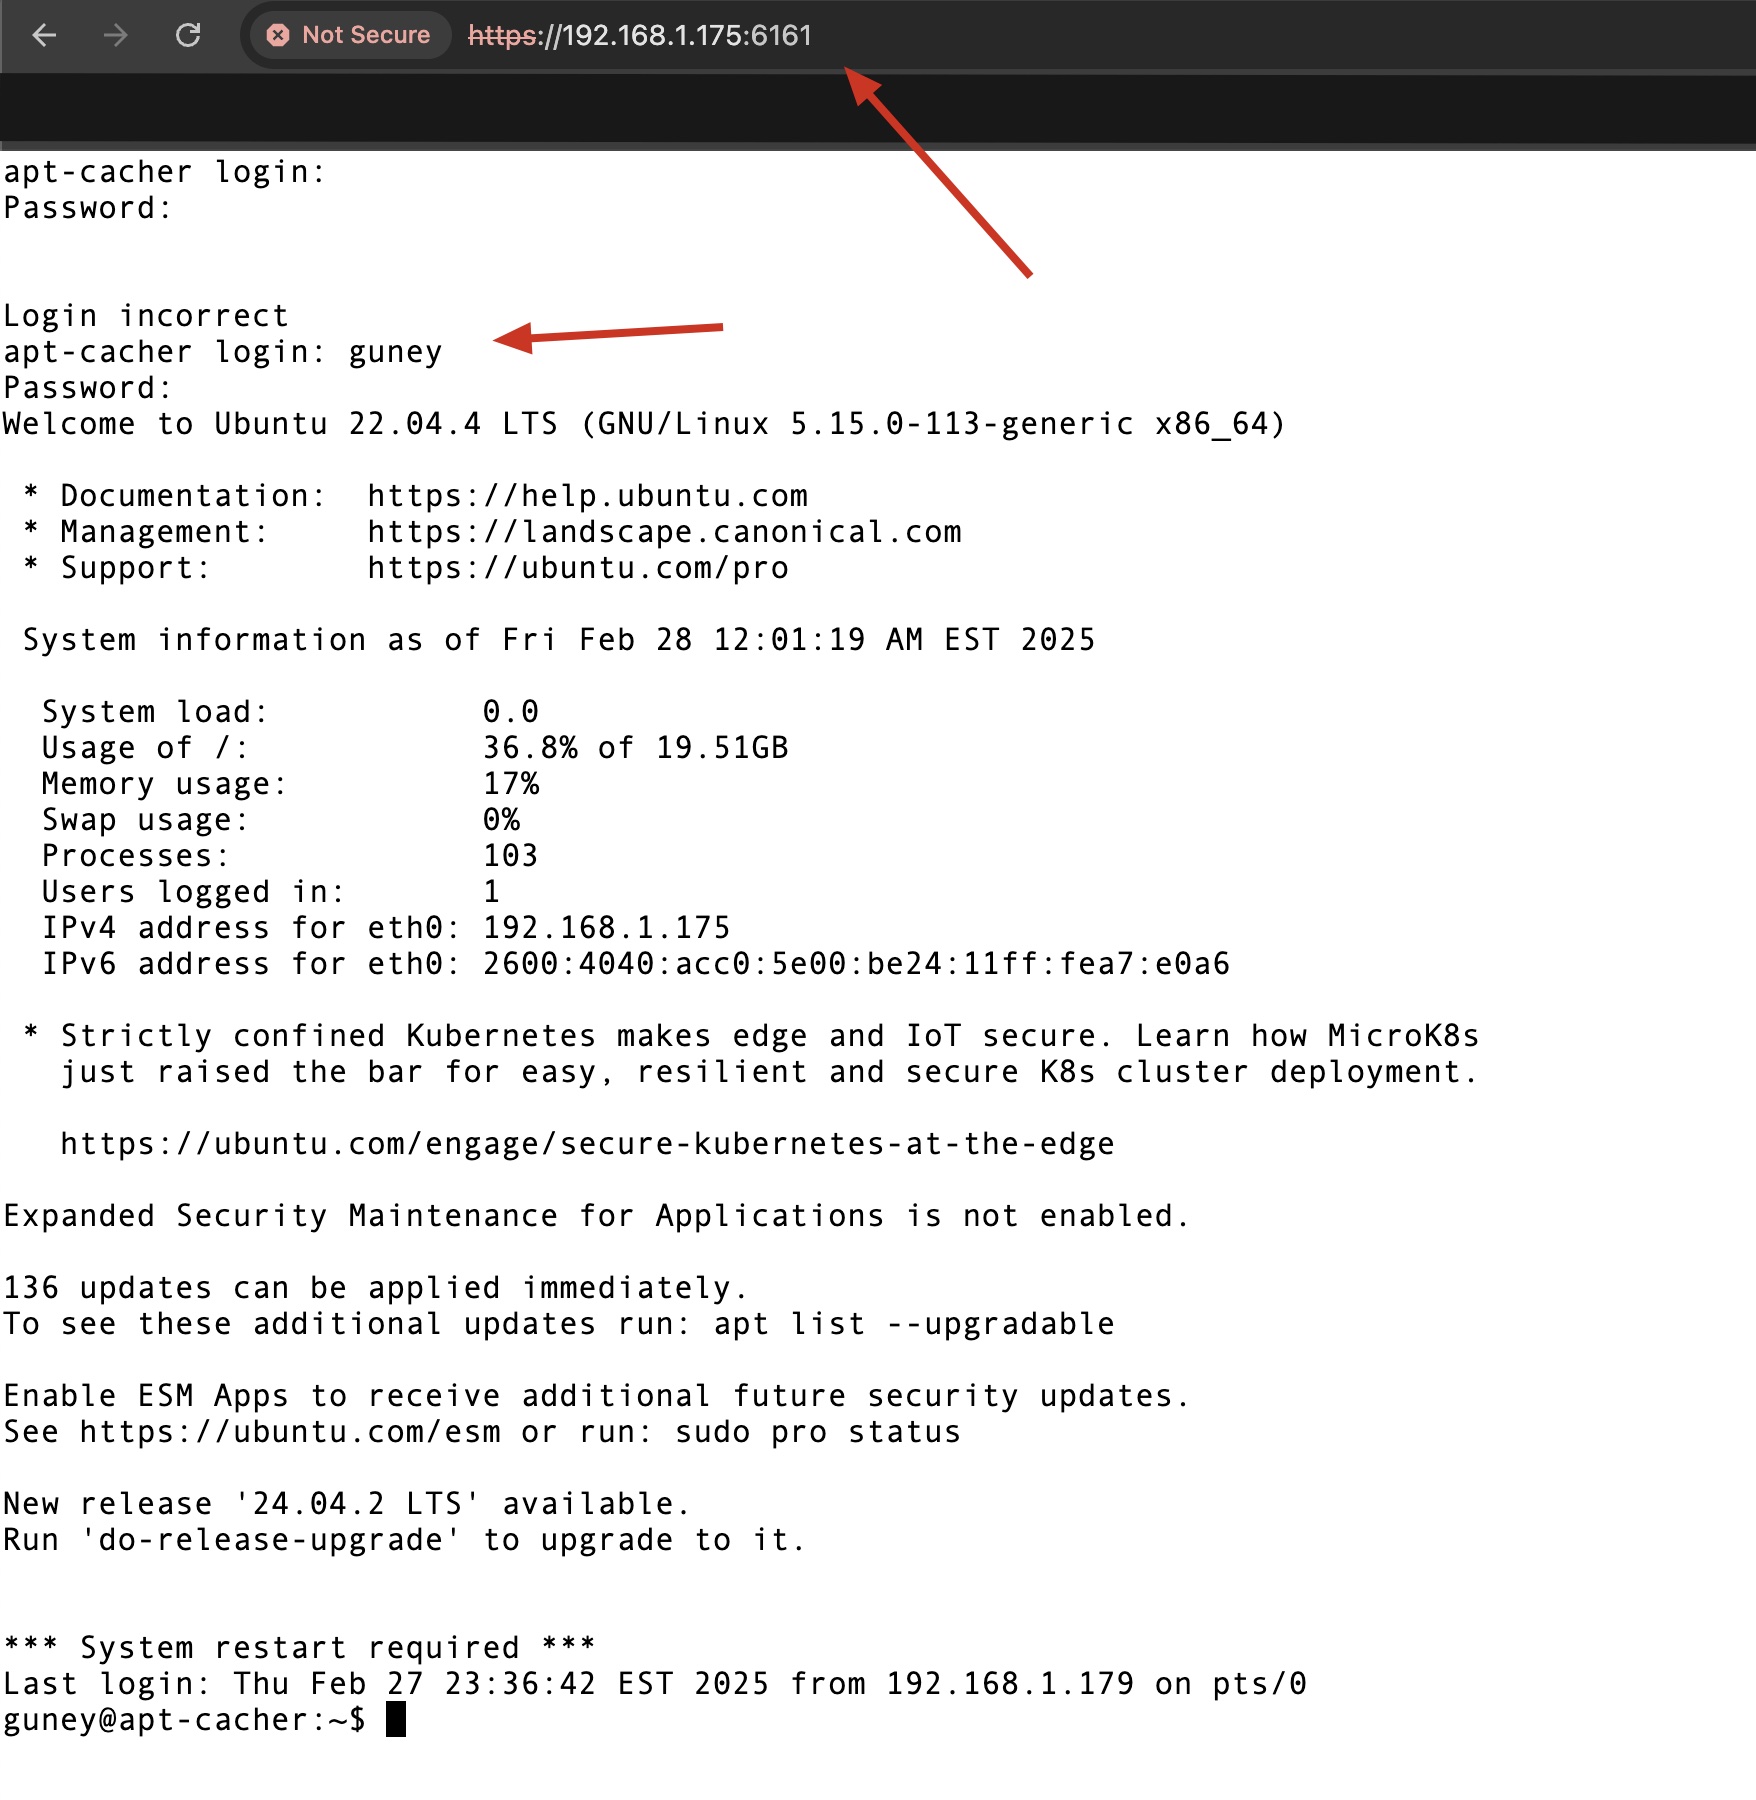 Not Secure https://192.168.1.175:6161
apt-cacher login:
Password:
Login incorrect
apt-cacher login: guney
Password:
Welcome to Ubuntu 22.04.4 LTS (GNU/Linux 5.15.0-113-generic x86_64)
* Documentation:  https://help.ubuntu.com
* Management:     https://landscape.canonical.com
* Support:        https://ubuntu.com/pro
System information as of Fri Feb 28 12:01:19 AM EST 2025
System load:           0.0
Usage of /:            36.8% of 19.51GB
Memory usage:          17%
Swap usage:            0%
Processes:             103
Users logged in:       1
IPv4 address for eth0: 192.168.1.175
IPv6 address for eth0: 2600:4040:acc0:5e00:be24:11ff:fea7:e0a6
* Strictly confined Kubernetes makes edge and IoT secure. Learn how MicroK8s
just raised the bar for easy, resilient and secure K8s cluster deployment.
https://ubuntu.com/engage/secure-kubernetes-at-the-edge
Expanded Security Maintenance for Applications is not enabled.
136 updates can be applied immediately.
To see these additional updates run: apt list --upgradable
Enable ESM Apps to receive additional future security updates.
See https://ubuntu.com/esm or run: sudo pro status
New release '24.04.2 LTS' available.
Run 'do-release-upgrade' to upgrade to it.
*** System restart required ***
Last login: Thu Feb 27 23:36:42 EST 2025 from 192.168.1.179 on pts/0
guney@apt-cacher:~$